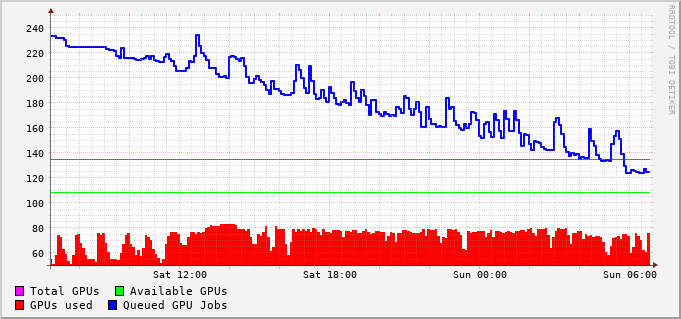 240
220
200
180
160
140
120
100
80
60
Sat 12:00 Sat 18:00 Sun 00:00 Sun 06:00
Total GPUs Available GPUs
GPUs used Queued GPU Jobs
RRDTOOL / TOBI OETIKER